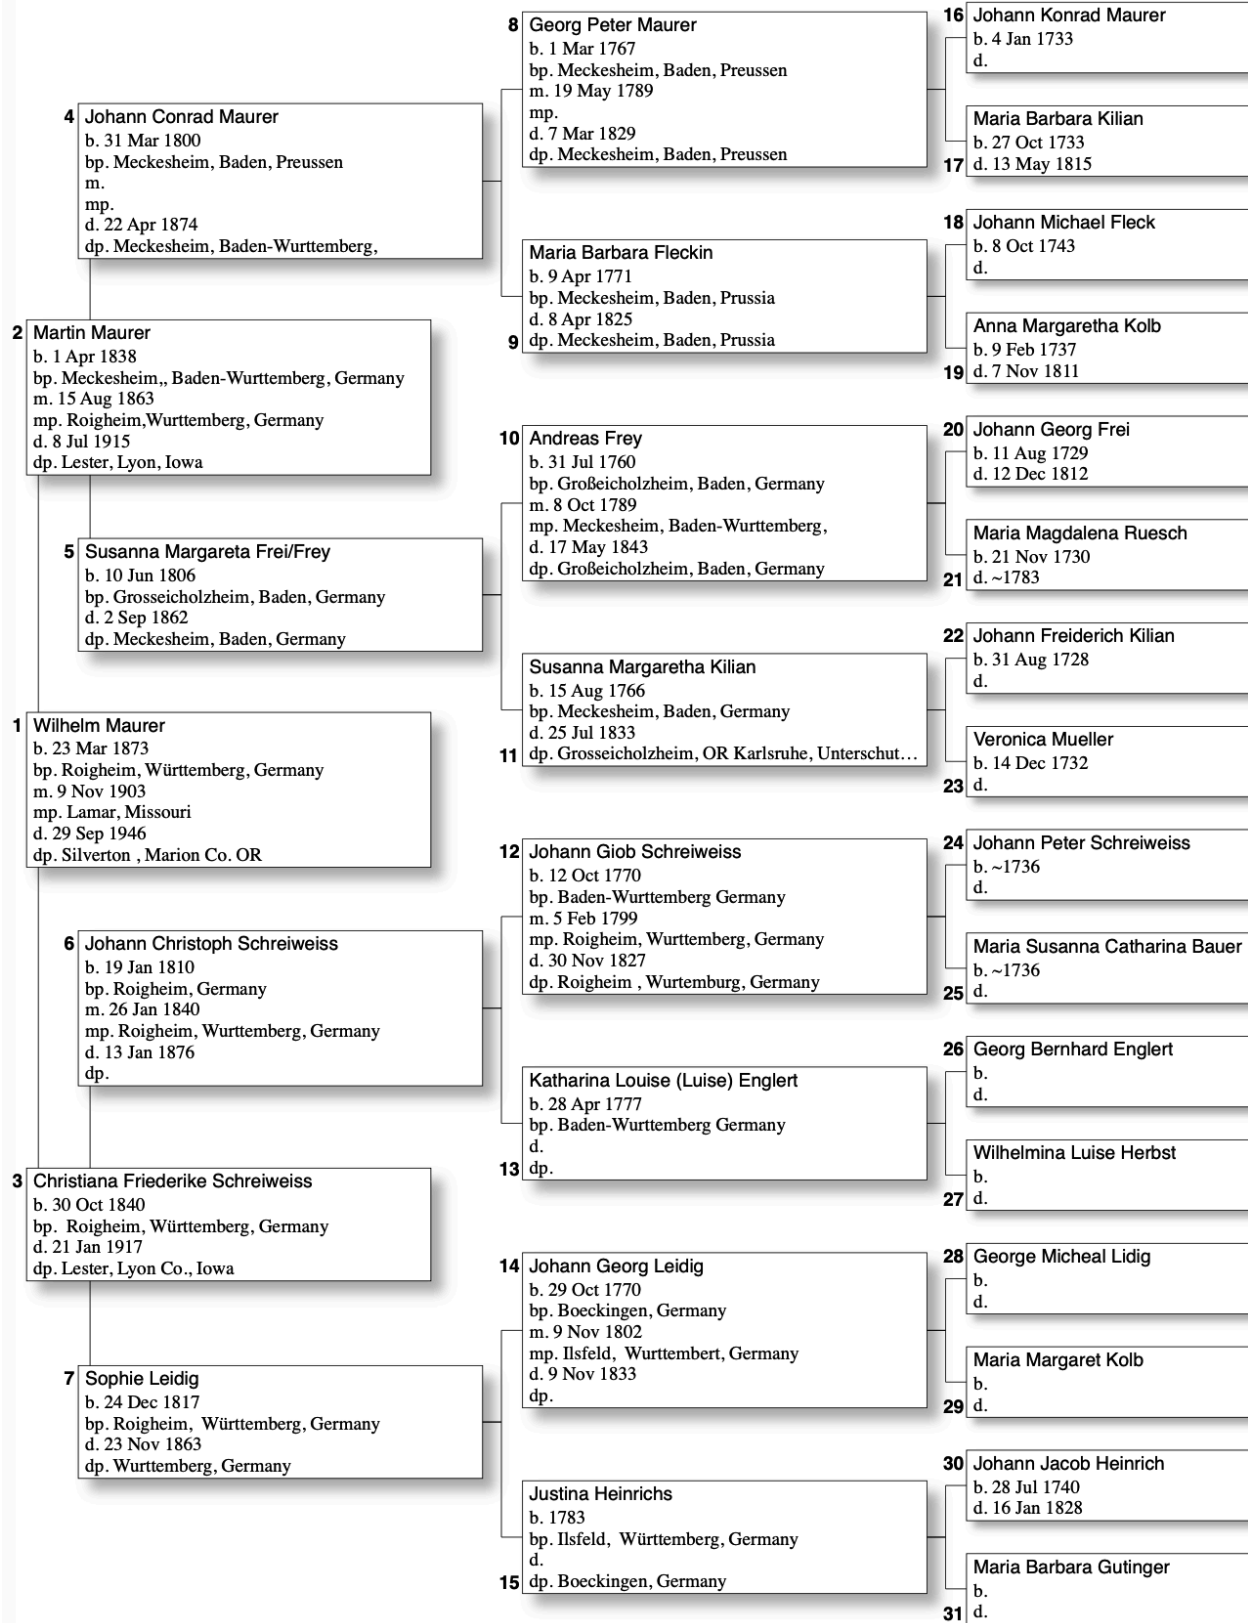 1 Wilhelm Maurer
b. 23 Mar 1873
bp. Roigheim, Württemberg, Germany
m. 9 Nov 1903
mp. Lamar, Missouri
d. 29 Sep 1946
dp. Silverton , Marion Co. OR
2 Martin Maurer
b. 1 Apr 1838
bp. Meckesheim,, Baden-Wurttemberg, Germany
m. 15 Aug 1863
mp. Roigheim,Wurttemberg, Germany
d. 8 Jul 1915
dp. Lester, Lyon, Iowa
3 Christiana Friederike Schreiweiss
b. 30 Oct 1840
bp.  Roigheim, Württemberg, Germany
d. 21 Jan 1917
dp. Lester, Lyon Co., Iowa
4 Johann Conrad Maurer
b. 31 Mar 1800
bp. Meckesheim, Baden, Preussen
m.
mp.
d. 22 Apr 1874
dp. Meckesheim, Baden-Wurttemberg,
5 Susanna Margareta Frei/Frey
b. 10 Jun 1806
bp. Grosseicholzheim, Baden, Germany
d. 2 Sep 1862
dp. Meckesheim, Baden, Germany
6 Johann Christoph Schreiweiss
b. 19 Jan 1810
bp. Roigheim, Germany
m. 26 Jan 1840
mp. Roigheim, Wurttemberg, Germany
d. 13 Jan 1876
dp.
7 Sophie Leidig
b. 24 Dec 1817
bp. Roigheim,  Württemberg, Germany
d. 23 Nov 1863
dp. Wurttemberg, Germany
8 Georg Peter Maurer
b. 1 Mar 1767
bp. Meckesheim, Baden, Preussen
m. 19 May 1789
mp.
d. 7 Mar 1829
dp. Meckesheim, Baden, Preussen
Maria Barbara Fleckin
b. 9 Apr 1771
bp. Meckesheim, Baden, Prussia
d. 8 Apr 1825
9 dp. Meckesheim, Baden, Prussia
10 Andreas Frey
b. 31 Jul 1760
bp. Großeicholzheim, Baden, Germany
m. 8 Oct 1789
mp. Meckesheim, Baden-Wurttemberg,
d. 17 May 1843
dp. Großeicholzheim, Baden, Germany
Susanna Margaretha Kilian
b. 15 Aug 1766
bp. Meckesheim, Baden, Germany
d. 25 Jul 1833
11 dp. Grosseicholzheim, OR Karlsruhe, Unterschut…
12 Johann Giob Schreiweiss
b. 12 Oct 1770
bp. Baden-Wurttemberg Germany
m. 5 Feb 1799
mp. Roigheim, Wurttemberg, Germany
d. 30 Nov 1827
dp. Roigheim , Wurtemburg, Germany
Katharina Louise (Luise) Englert
b. 28 Apr 1777
bp. Baden-Wurttemberg Germany
d.
13 dp.
14 Johann Georg Leidig
b. 29 Oct 1770
bp. Boeckingen, Germany
m. 9 Nov 1802
mp. Ilsfeld,  Wurttembert, Germany
d. 9 Nov 1833
dp.
Justina Heinrichs
b. 1783
bp. Ilsfeld,  Württemberg, Germany
d.
15 dp. Boeckingen, Germany
16 Johann Konrad Maurer
b. 4 Jan 1733
d.
Maria Barbara Kilian
b. 27 Oct 1733
17 d. 13 May 1815
18 Johann Michael Fleck
b. 8 Oct 1743
d.
Anna Margaretha Kolb
b. 9 Feb 1737
19 d. 7 Nov 1811
20 Johann Georg Frei
b. 11 Aug 1729
d. 12 Dec 1812
Maria Magdalena Ruesch
b. 21 Nov 1730
21 d. ~1783
22 Johann Freiderich Kilian
b. 31 Aug 1728
d.
Veronica Mueller
b. 14 Dec 1732
23 d.
24 Johann Peter Schreiweiss
b. ~1736
d.
Maria Susanna Catharina Bauer
b. ~1736
25 d.
26 Georg Bernhard Englert
b.
d.
Wilhelmina Luise Herbst
b.
27 d.
28 George Micheal Lidig
b.
d.
Maria Margaret Kolb
b.
29 d.
30 Johann Jacob Heinrich
b. 28 Jul 1740
d. 16 Jan 1828
Maria Barbara Gutinger
b.
31 d.